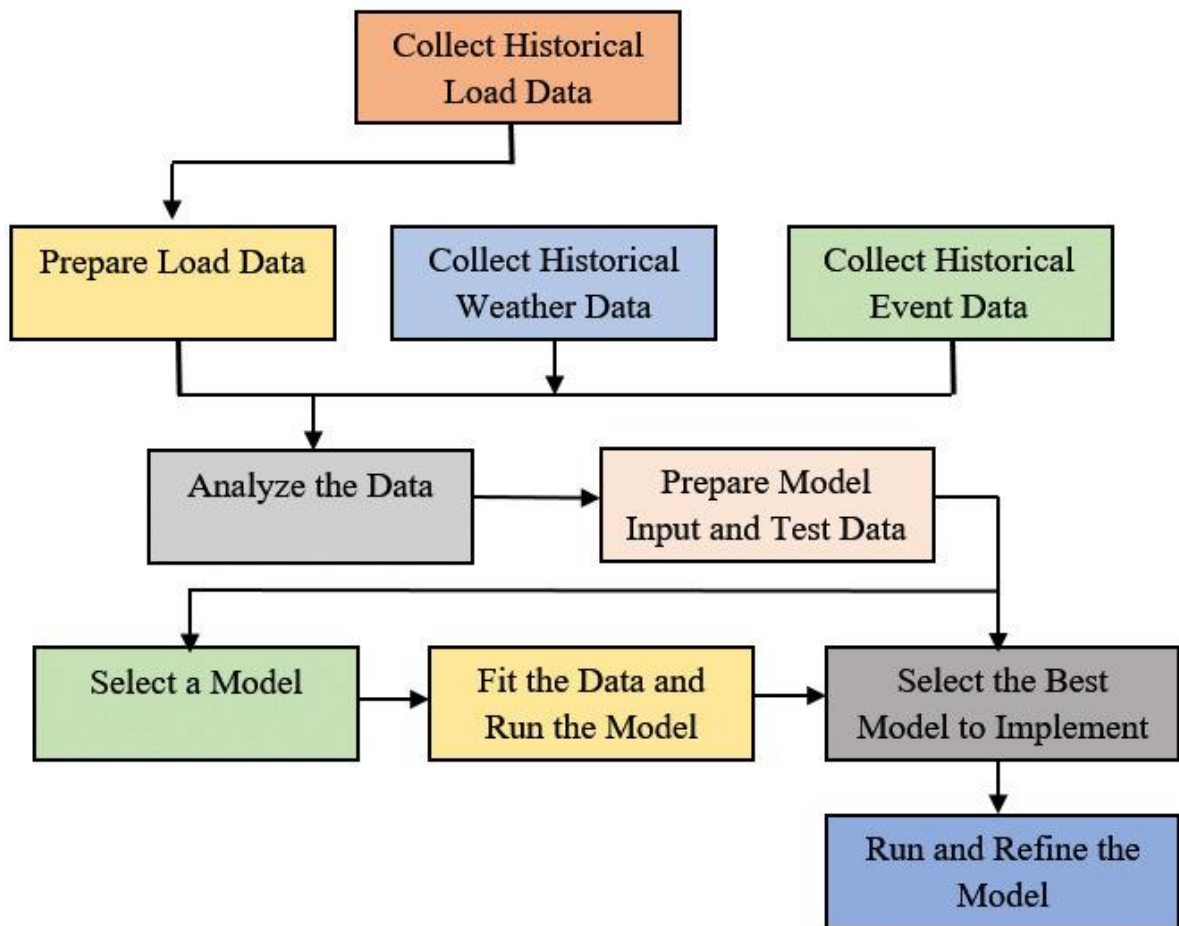 Collect Historical
Load Data
Prepare Load Data
Collect Historical
Weather Data
Collect Historical
Event Data
Analyze the Data
Prepare Model
Input and Test Data
Select a Model
Fit the Data and
Run the Model
Select the Best
Model to Implement
Run and Refine the
Model